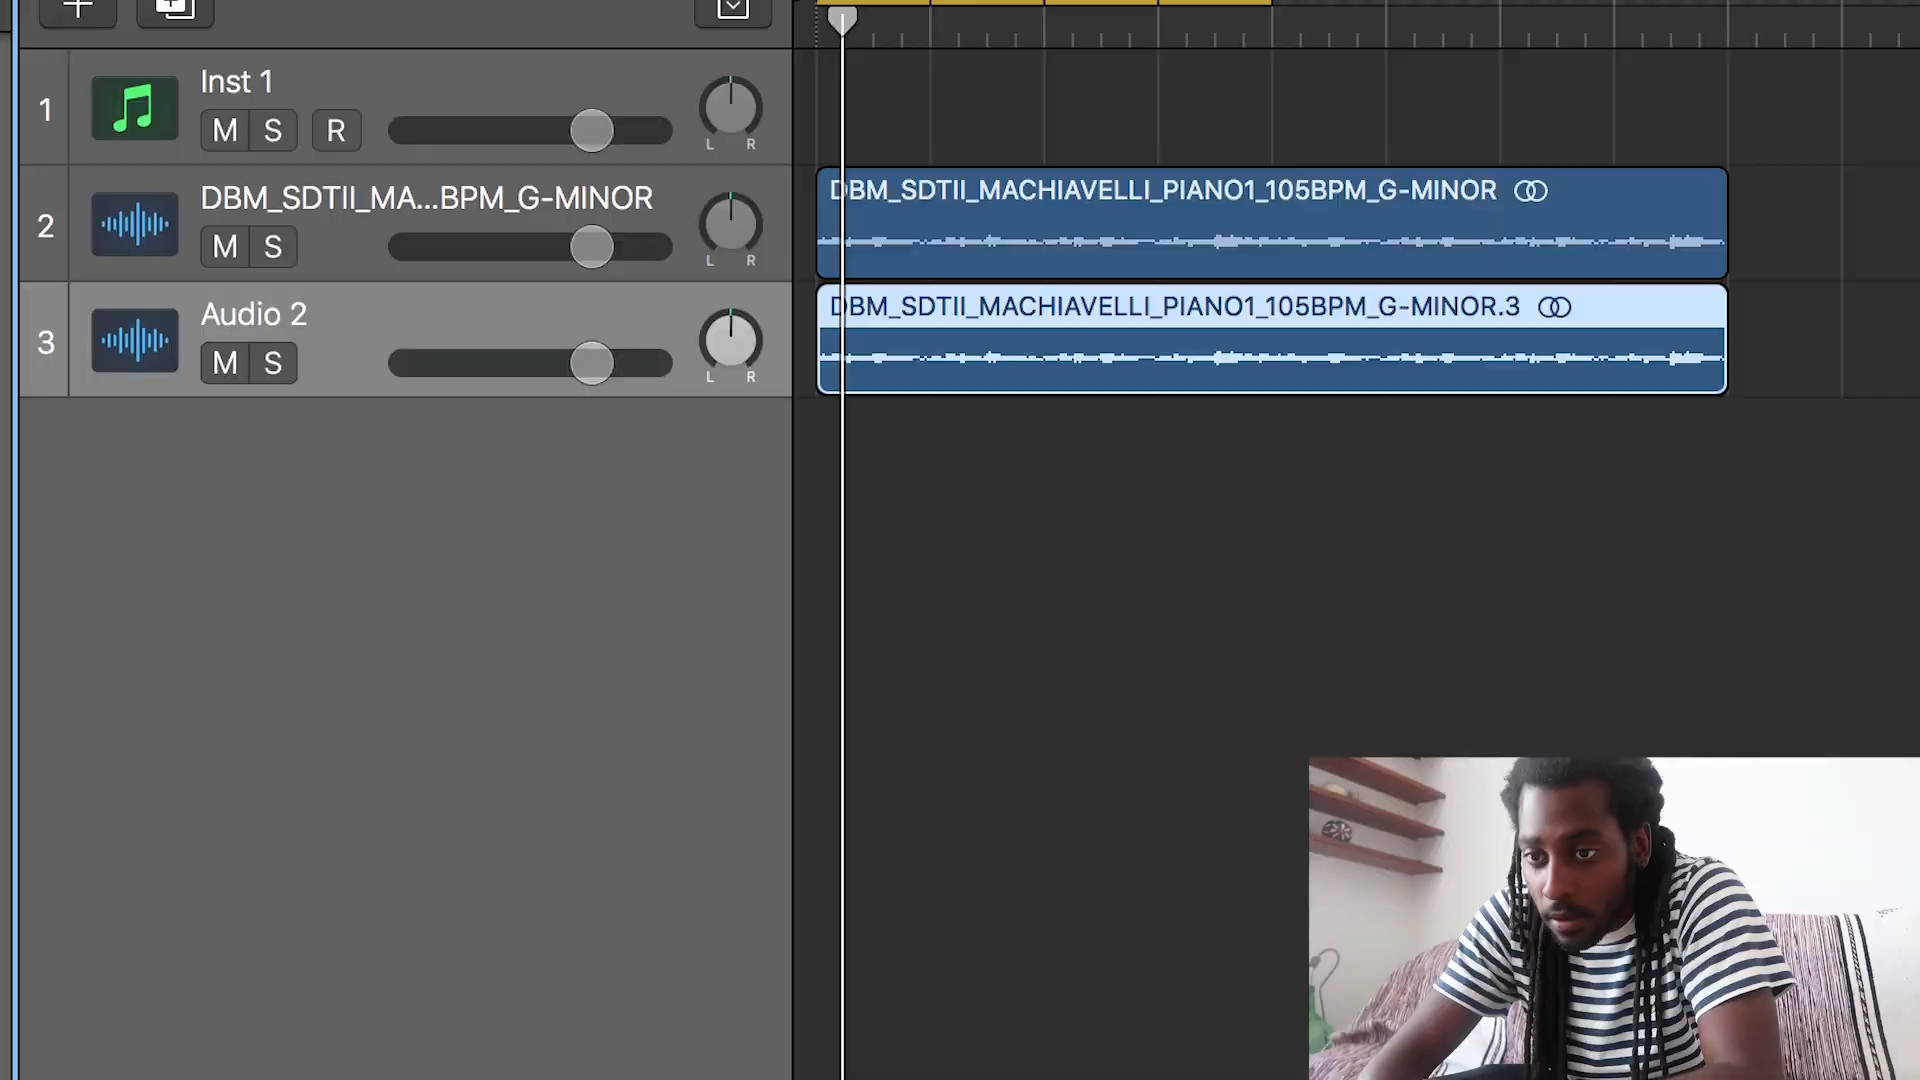 1
Inst 1
M S R
L R
2
DBM_SDTII_MA...BPM_G-MINOR
M S
L R
DBM_SDTII_MACHIAVELLI_PIANO1_105BPM_G-MINOR
3
Audio 2
M S
L R
DBM_SDTII_MACHIAVELLI_PIANO1_105BPM_G-MINOR.3